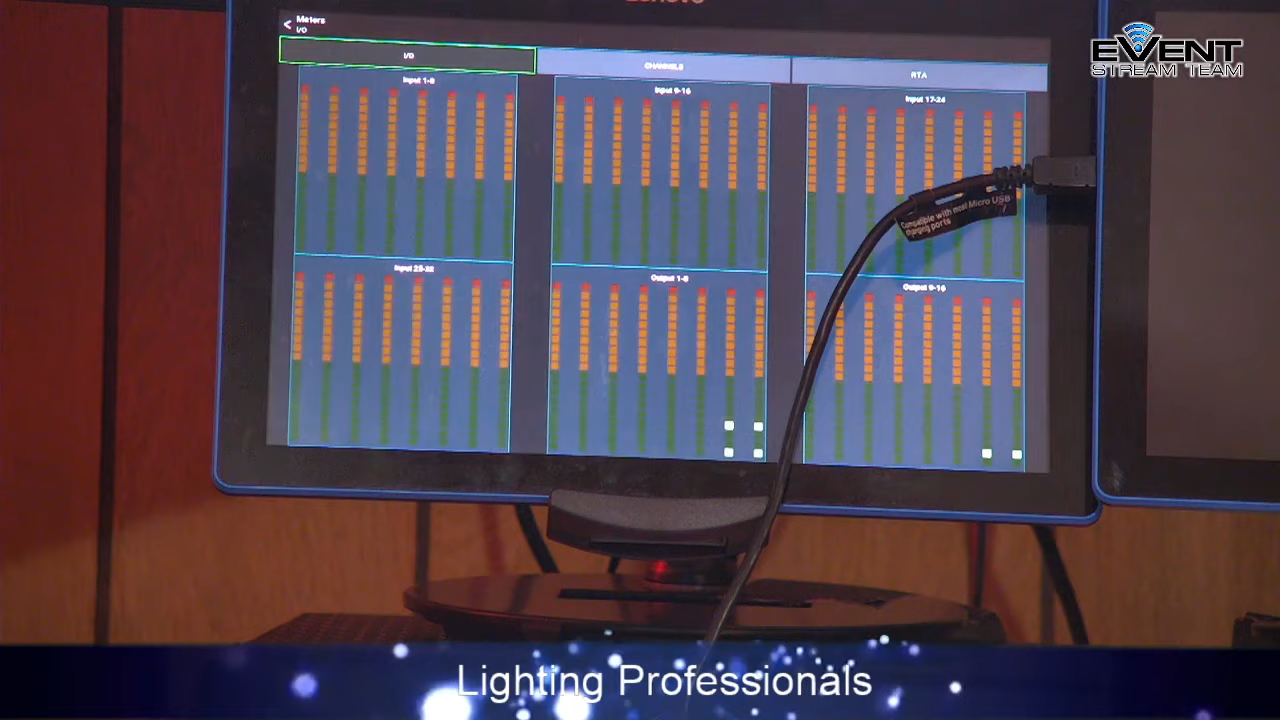 Lenovo
Meters
I/O
I/O
CHANNELS
RTA
Input 1-8
Input 9-16
Input 17-24
Input 25-32
Output 1-8
Output 9-16
Compatible with most Micro USB
charging ports
EVENT
STREAM TEAM
Lighting Professionals